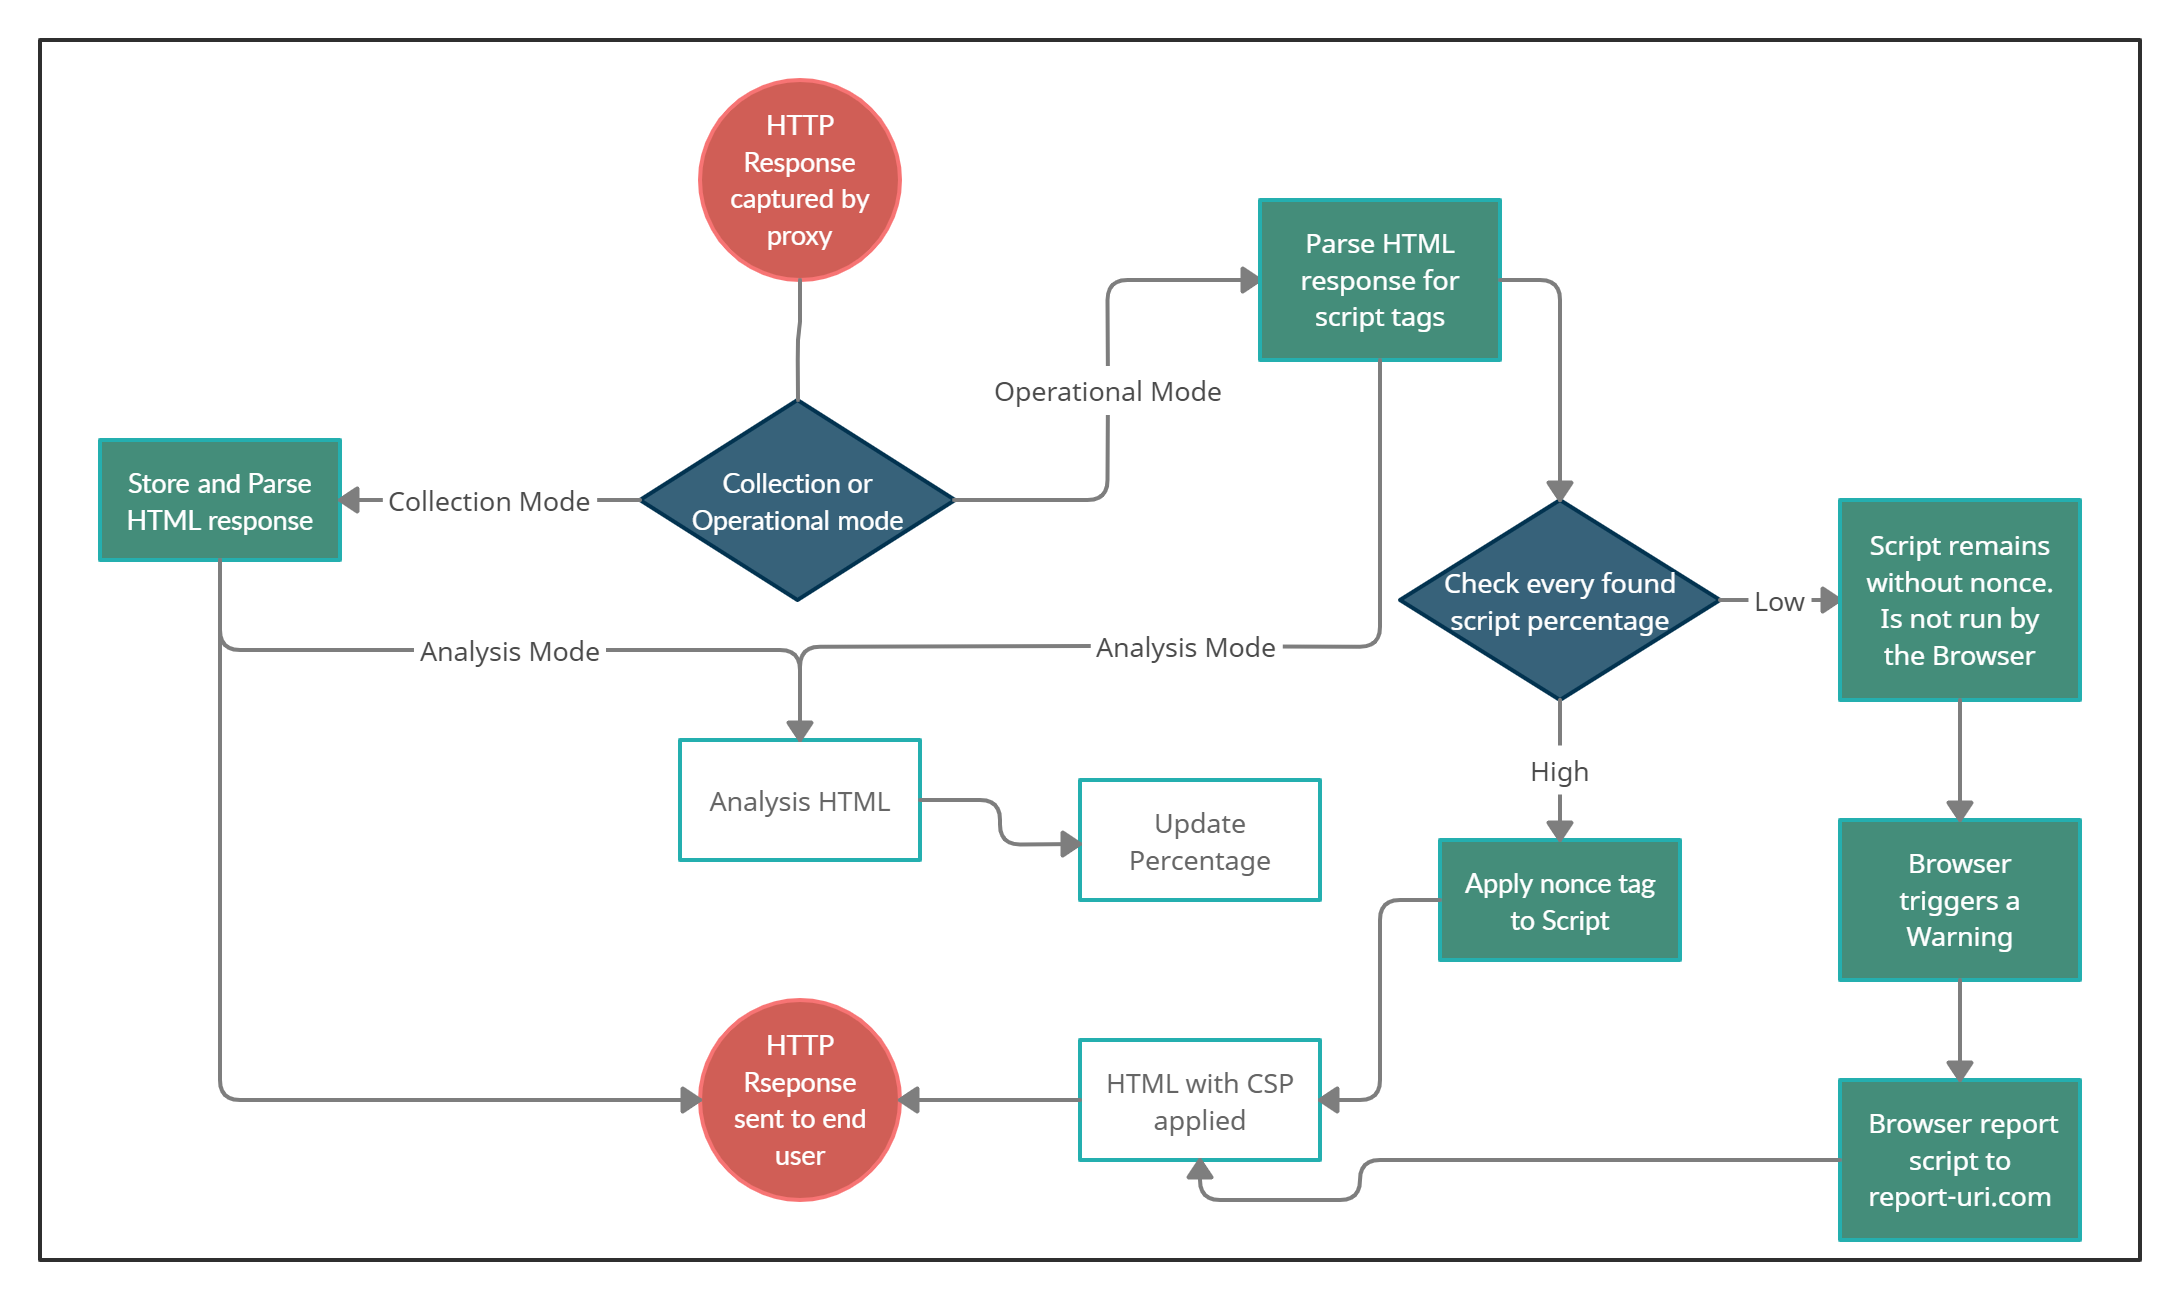 HTTP
Response
captured by
proxy
Parse HTML
response for
script tags
Operational Mode
Store and Parse
HTML response
Collection Mode
Collection or
Operational mode
Check every found
script percentage
Low
Script remains
without nonce.
Is not run by
the Browser
Analysis Mode
Analysis Mode
High
Analysis HTML
Update
Percentage
Apply nonce tag
to Script
Browser
triggers a
Warning
HTTP
Rseponse
sent to end
user
HTML with CSP
applied
Browser report
script to
report-uri.com